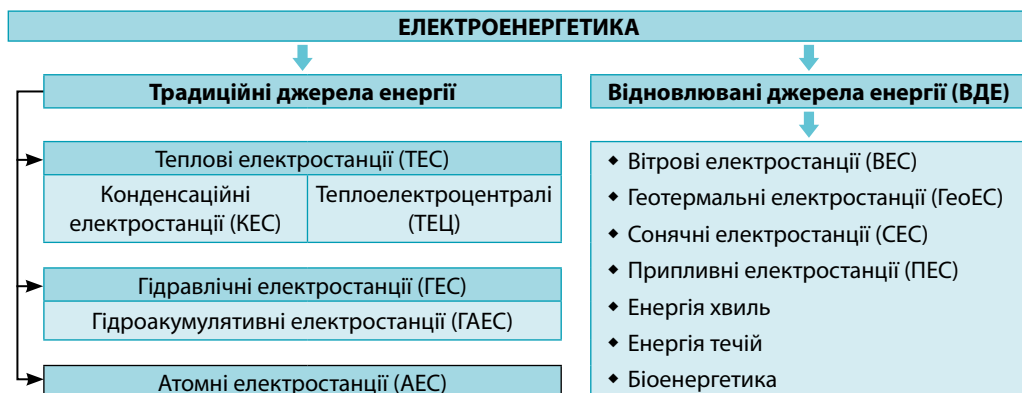 ЕЛЕКТРОЕНЕРГЕТИКА
Традиційні джерела енергії
Теплові електростанції (ТЕС)
Конденсаційні
електростанції (КЕС)
Теплоелектроцентралі
(ТЕЦ)
Гідравлічні електростанції (ГЕС)
Гідроакумулятивні електростанції (ГАЕС)
Атомні електростанції (АЕС)
Відновлювані джерела енергії (ВДЕ)
◆ Вітрові електростанції (ВЕС)
◆ Геотермальні електростанції (ГеоЕС)
◆ Сонячні електростанції (СЕС)
◆ Припливні електростанції (ПЕС)
◆ Енергія хвиль
◆ Енергія течій
◆ Біоенергетика